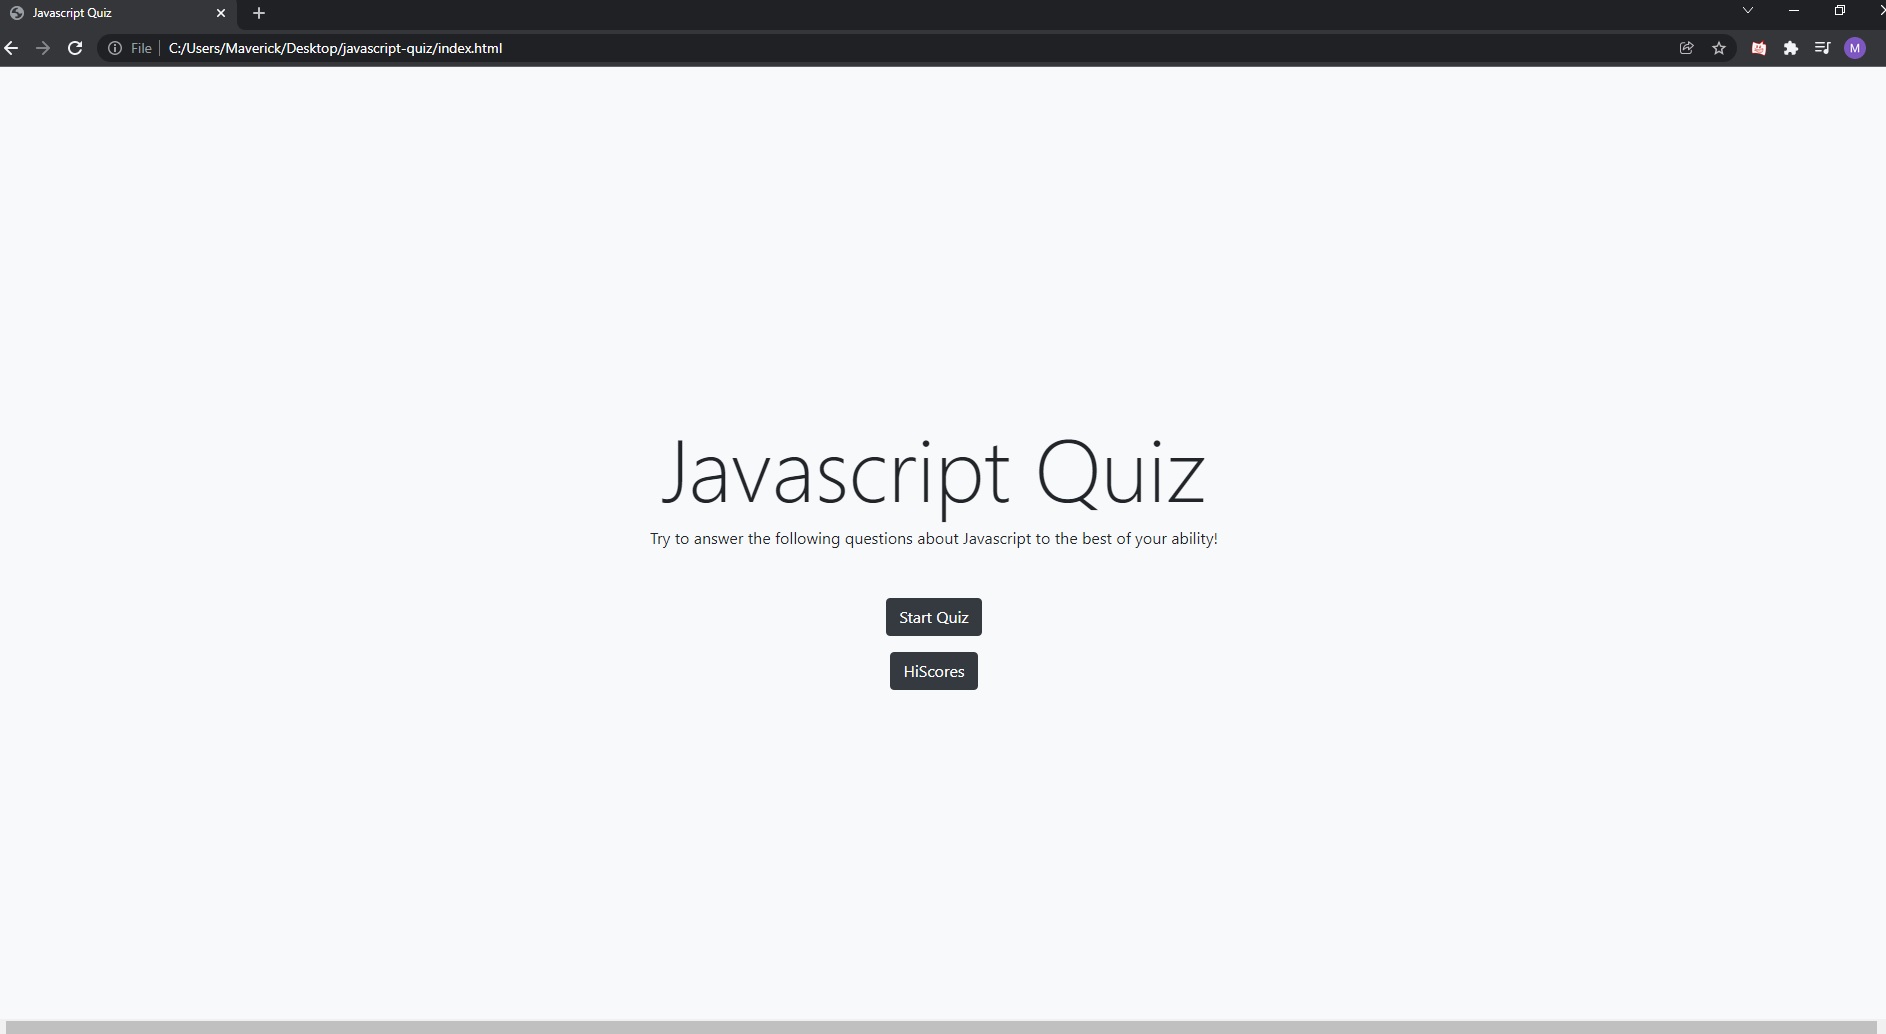 Javascript Quiz
File C:/Users/Maverick/Desktop/javascript-quiz/index.html
M
Javascript Quiz
Try to answer the following questions about Javascript to the best of your ability!
Start Quiz
HiScores